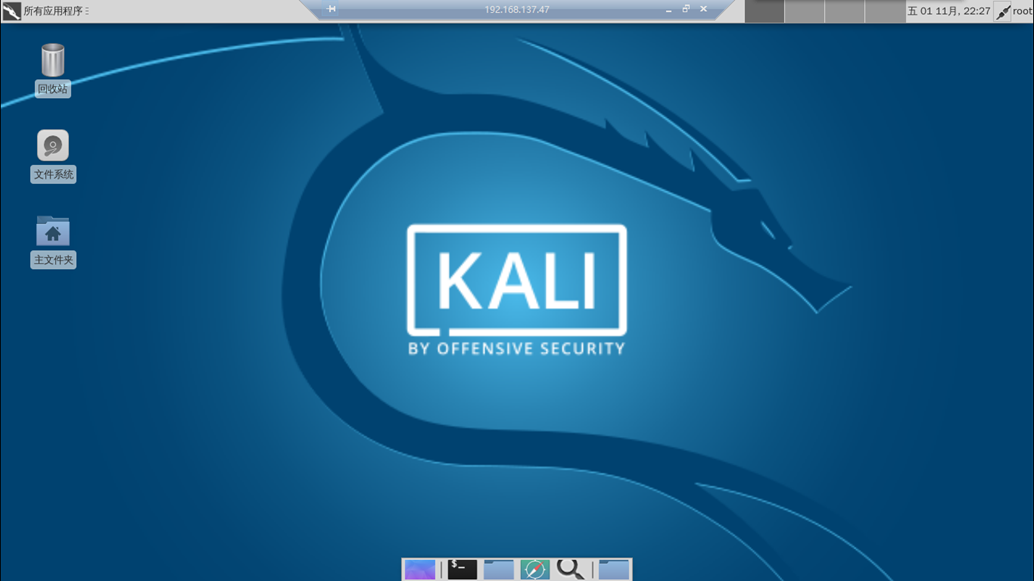 所有应用程序
192.168.137.47
五 01 11月, 22:27
root
回收站
文件系统
主文件夹
KALI
BY OFFENSIVE SECURITY
$_